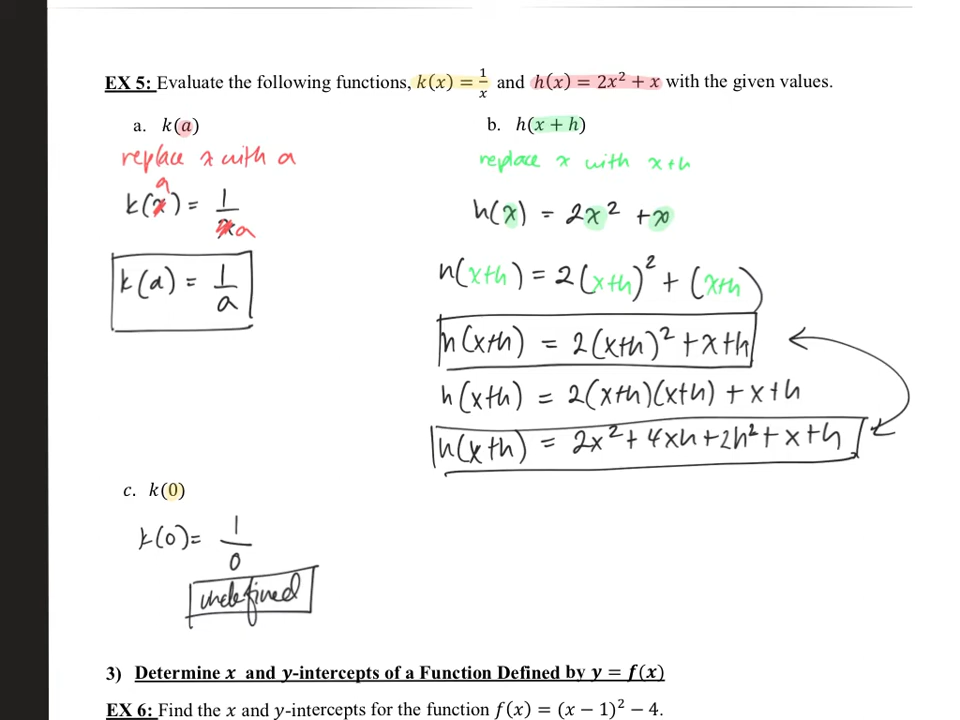 EX 5: Evaluate the following functions, k(x) = 1/x and h(x) = 2x² + x with the given values.
a. k(a)
replace x with a
a
k(x) = 1/x a
k(a) = 1/a
b. h(x + h)
replace x with x+h
h(x) = 2x² + x
h(x+h) = 2(x+h)² + (x+h)
h(x+h) = 2(x+h)² + x+h
h(x+h) = 2(x+h)(x+h) + x+h
h(x+h) = 2x² + 4xh + 2h² + x + h
c. k(0)
k(0) = 1/0
undefined
3) Determine x and y-intercepts of a Function Defined by y = f(x)
EX 6: Find the x and y-intercepts for the function f(x) = (x − 1)² − 4.